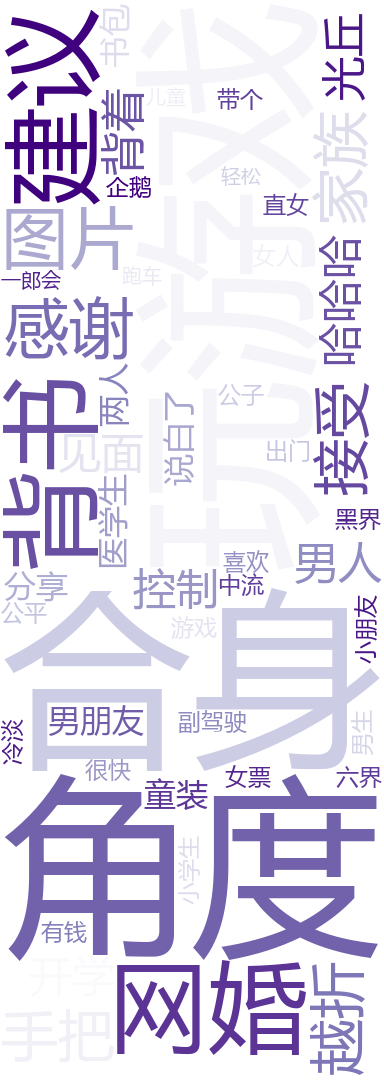 建议
书包
背着
儿童
带个
光丘
玩游戏
企鹅
轻松
直女
家族
图片
女人
一郎会
跑车
哈哈哈
感谢
两人
公子
接受
背书
说白了
见面
出门
医学生
黑界
男人
喜欢
分享
控制
中流
公平
游戏
小朋友
合身
冷淡
男朋友
副驾驶
男生
很快
童装
女票
六界
角度
小学生
有钱
开学
网婚
越折
手把